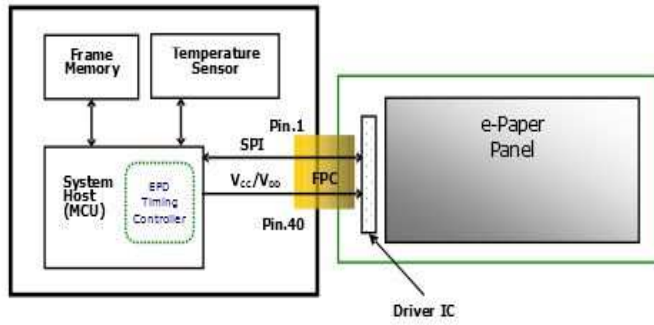 Frame
Memory
Temperature
Sensor
Pin.1
SPI
System
Host
(MCU)
EPD
Timing
Controller
VCC/VDD
FPC
Pin.40
e-Paper
Panel
Driver IC